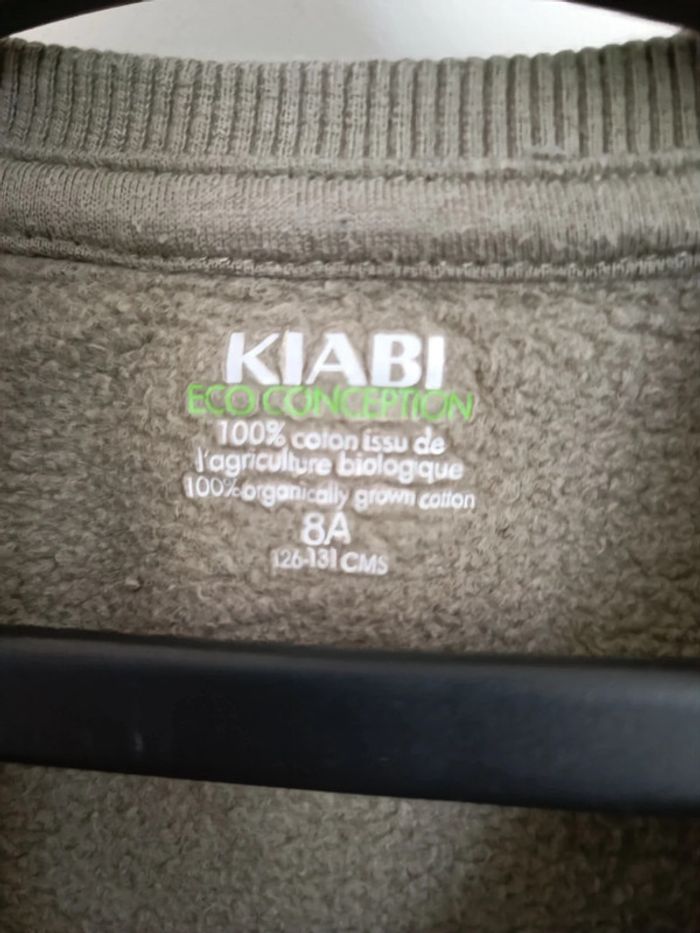 KIABI
ECO CONCEPTION
100% coton issu de
l'agriculture biologique
100% organically grown cotton
8A
126-131 CMS